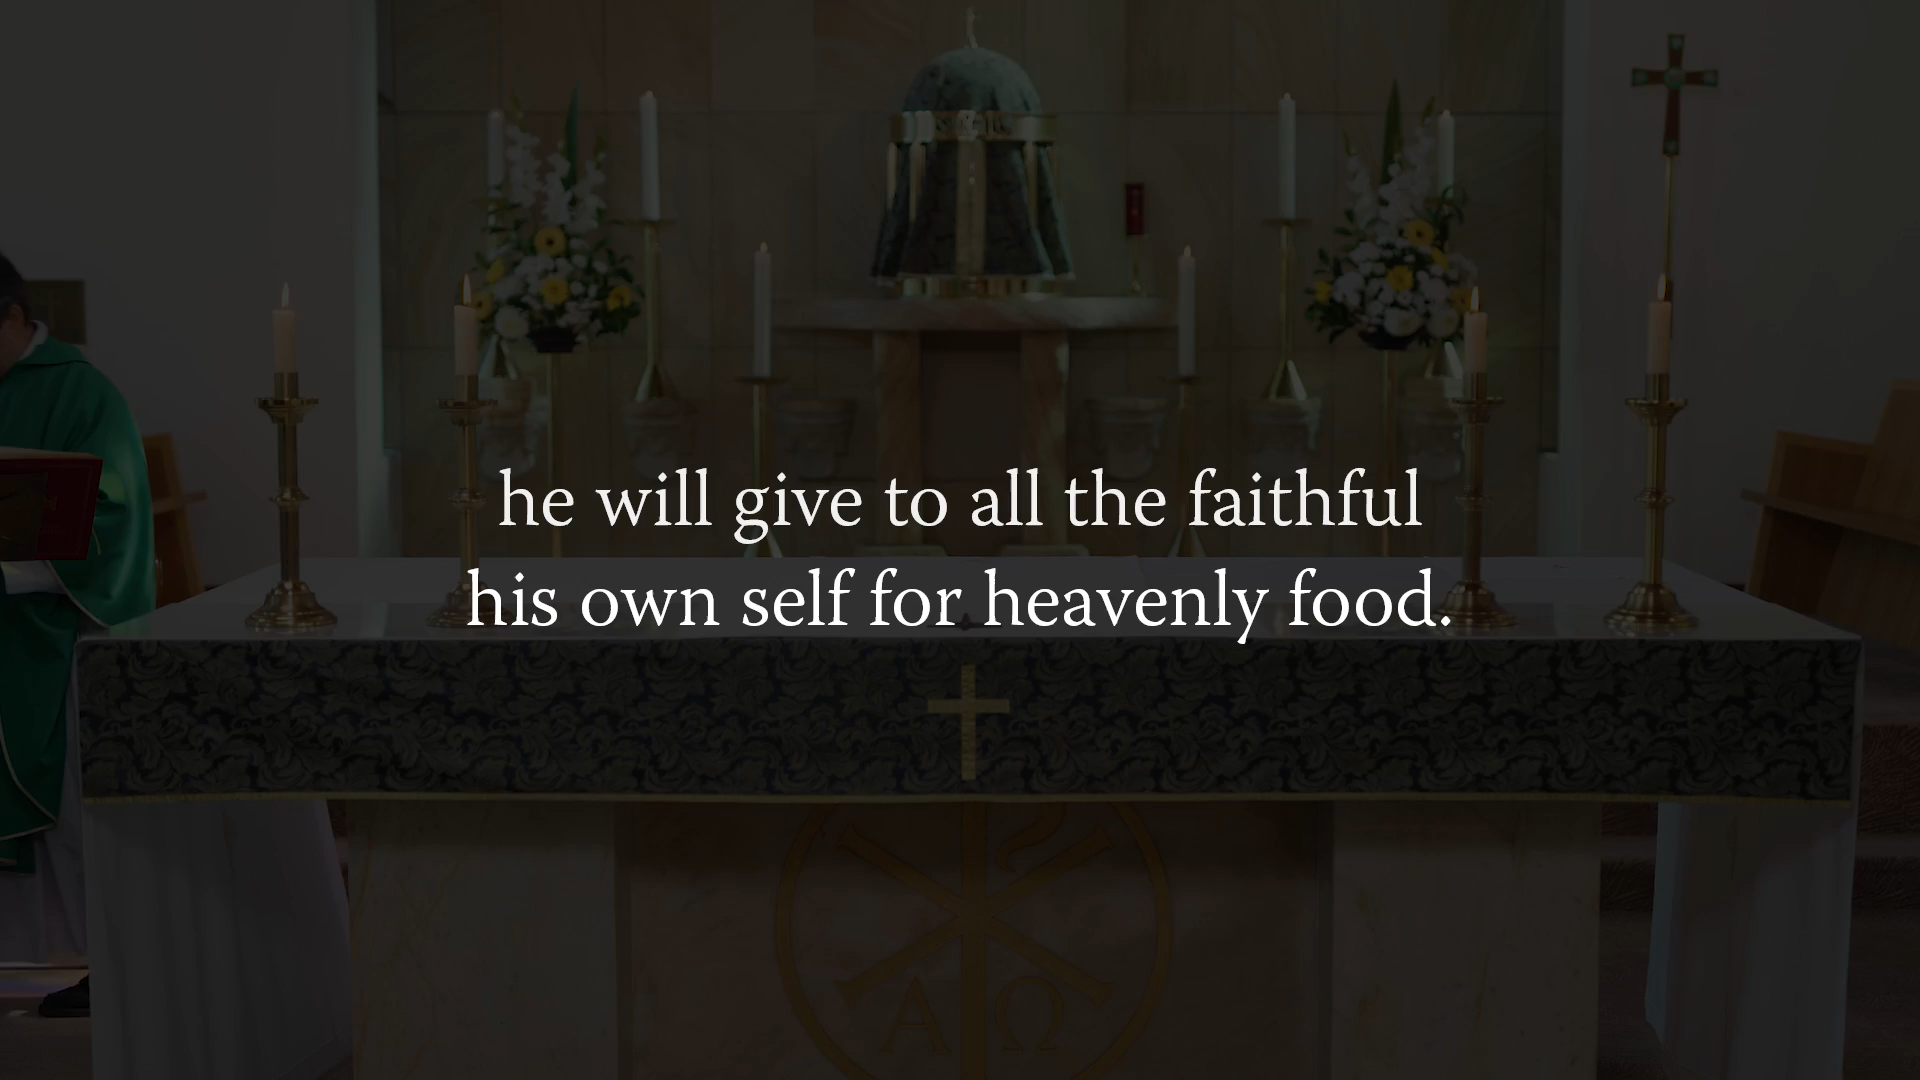 he will give to all the faithful
his own self for heavenly food.
Α Ω